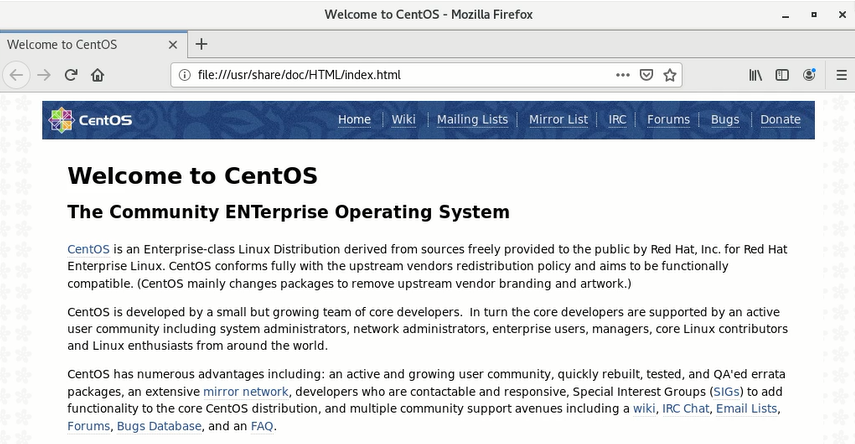 Welcome to CentOS - Mozilla Firefox
Welcome to CentOS
file:///usr/share/doc/HTML/index.html
CentOS Home Wiki Mailing Lists Mirror List IRC Forums Bugs Donate
Welcome to CentOS
The Community ENTerprise Operating System
CentOS is an Enterprise-class Linux Distribution derived from sources freely provided to the public by Red Hat, Inc. for Red Hat
Enterprise Linux. CentOS conforms fully with the upstream vendors redistribution policy and aims to be functionally
compatible. (CentOS mainly changes packages to remove upstream vendor branding and artwork.)
CentOS is developed by a small but growing team of core developers.  In turn the core developers are supported by an active
user community including system administrators, network administrators, enterprise users, managers, core Linux contributors
and Linux enthusiasts from around the world.
CentOS has numerous advantages including: an active and growing user community, quickly rebuilt, tested, and QA'ed errata
packages, an extensive mirror network, developers who are contactable and responsive, Special Interest Groups (SIGs) to add
functionality to the core CentOS distribution, and multiple community support avenues including a wiki, IRC Chat, Email Lists,
Forums, Bugs Database, and an FAQ.